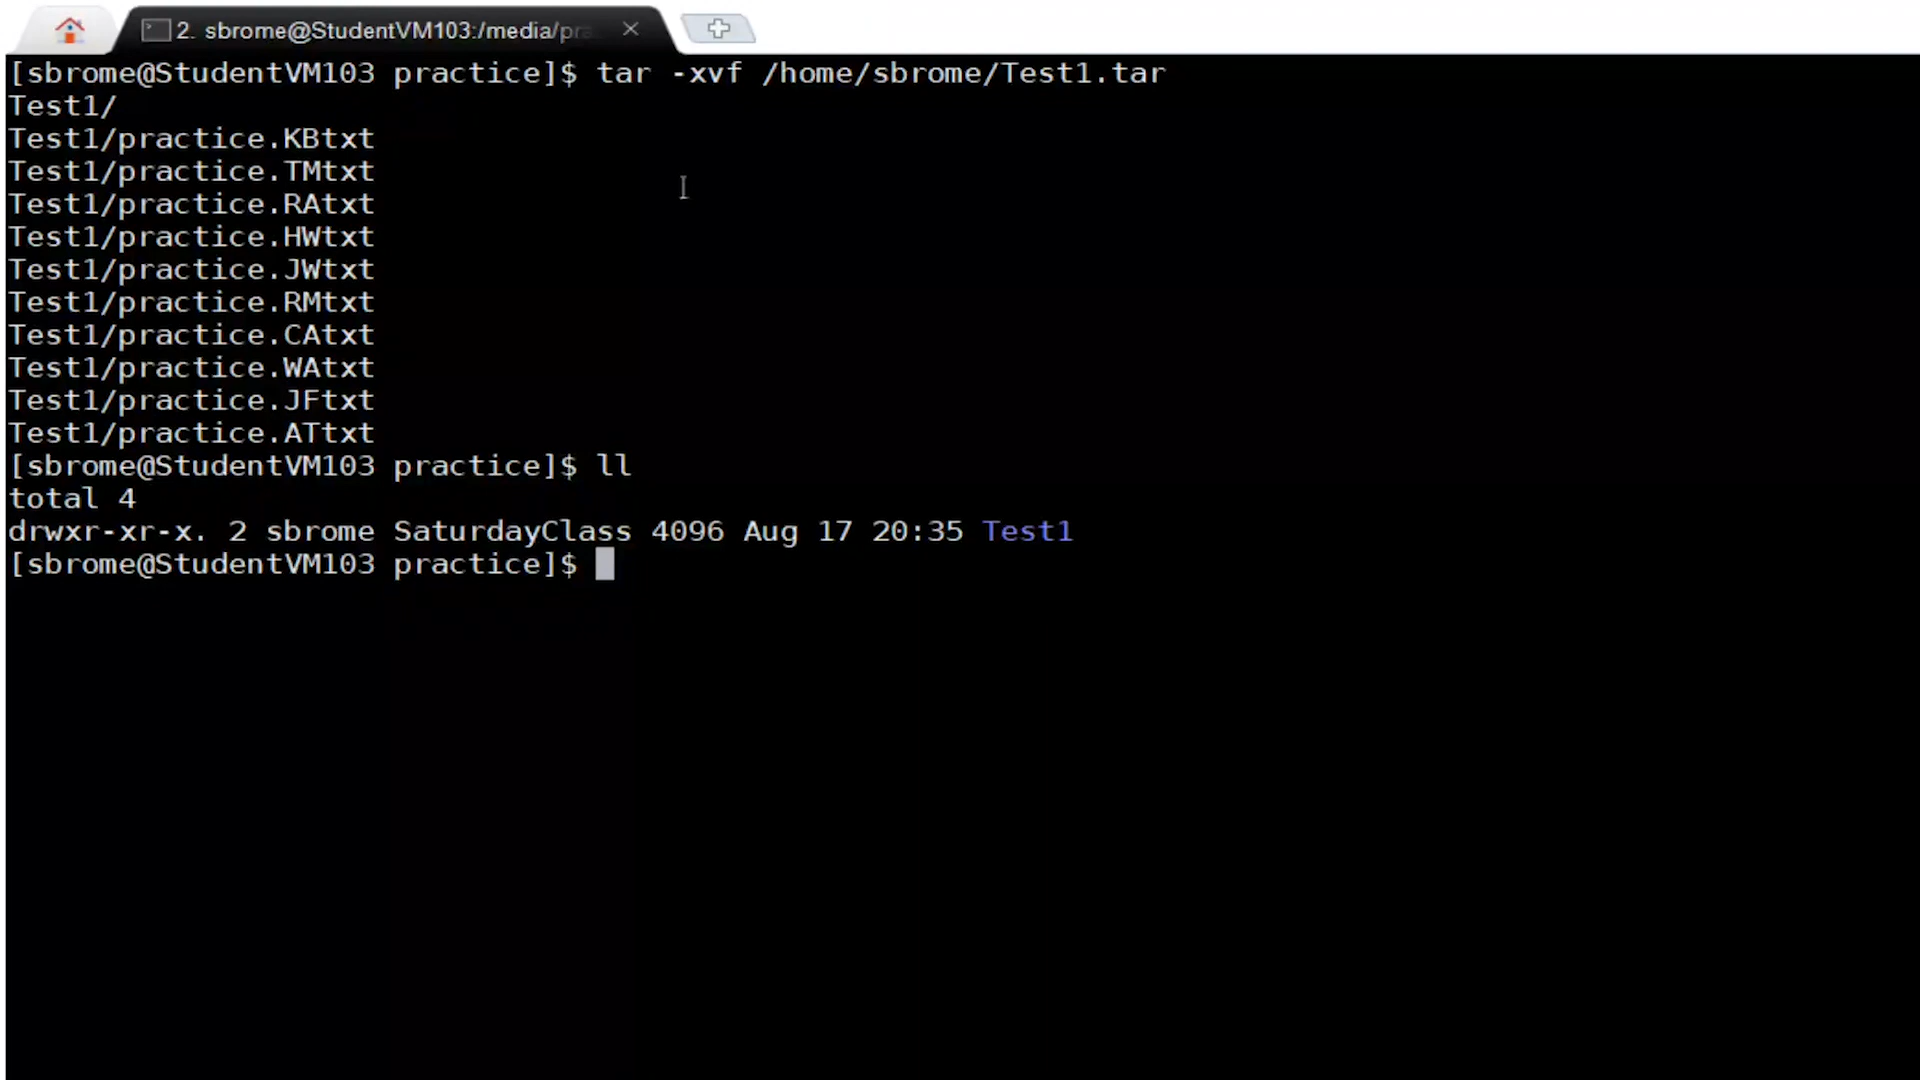 2. sbrome@StudentVM103:/media/pra
[sbrome@StudentVM103 practice]$ tar -xvf /home/sbrome/Test1.tar
Test1/
Test1/practice.KBtxt
Test1/practice.TMtxt
Test1/practice.RAtxt
Test1/practice.HWtxt
Test1/practice.JWtxt
Test1/practice.RMtxt
Test1/practice.CAtxt
Test1/practice.WAtxt
Test1/practice.JFtxt
Test1/practice.ATtxt
[sbrome@StudentVM103 practice]$ ll
total 4
drwxr-xr-x. 2 sbrome SaturdayClass 4096 Aug 17 20:35 Test1
[sbrome@StudentVM103 practice]$